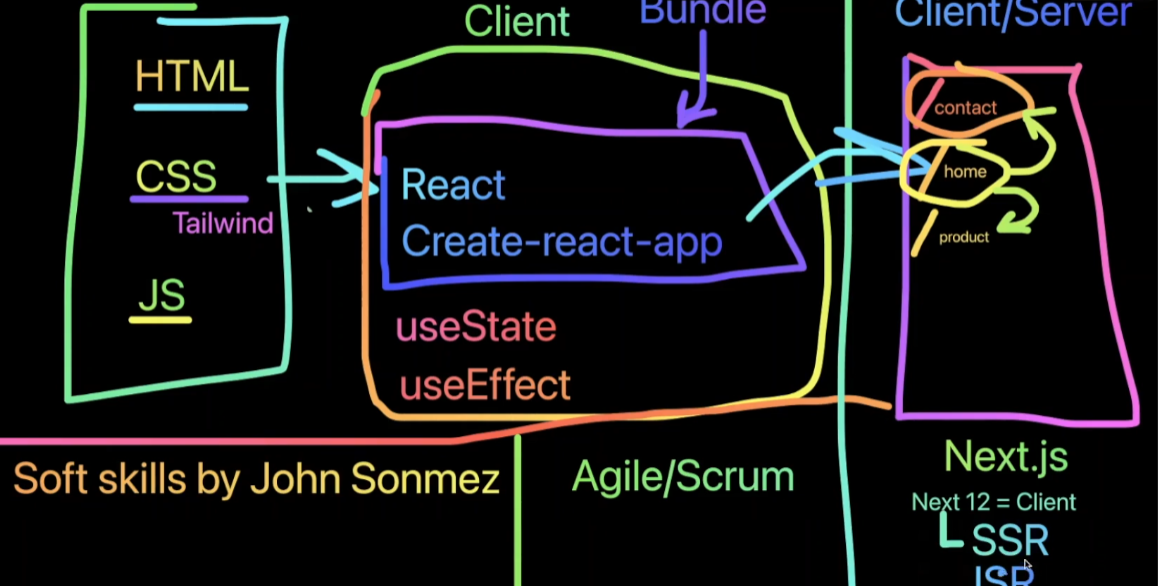 HTML
CSS
Tailwind
JS
Client
Bundle
React
Create-react-app
useState
useEffect
Client/Server
contact
home
product
Soft skills by John Sonmez
Agile/Scrum
Next.js
Next 12 = Client
SSR
ISR